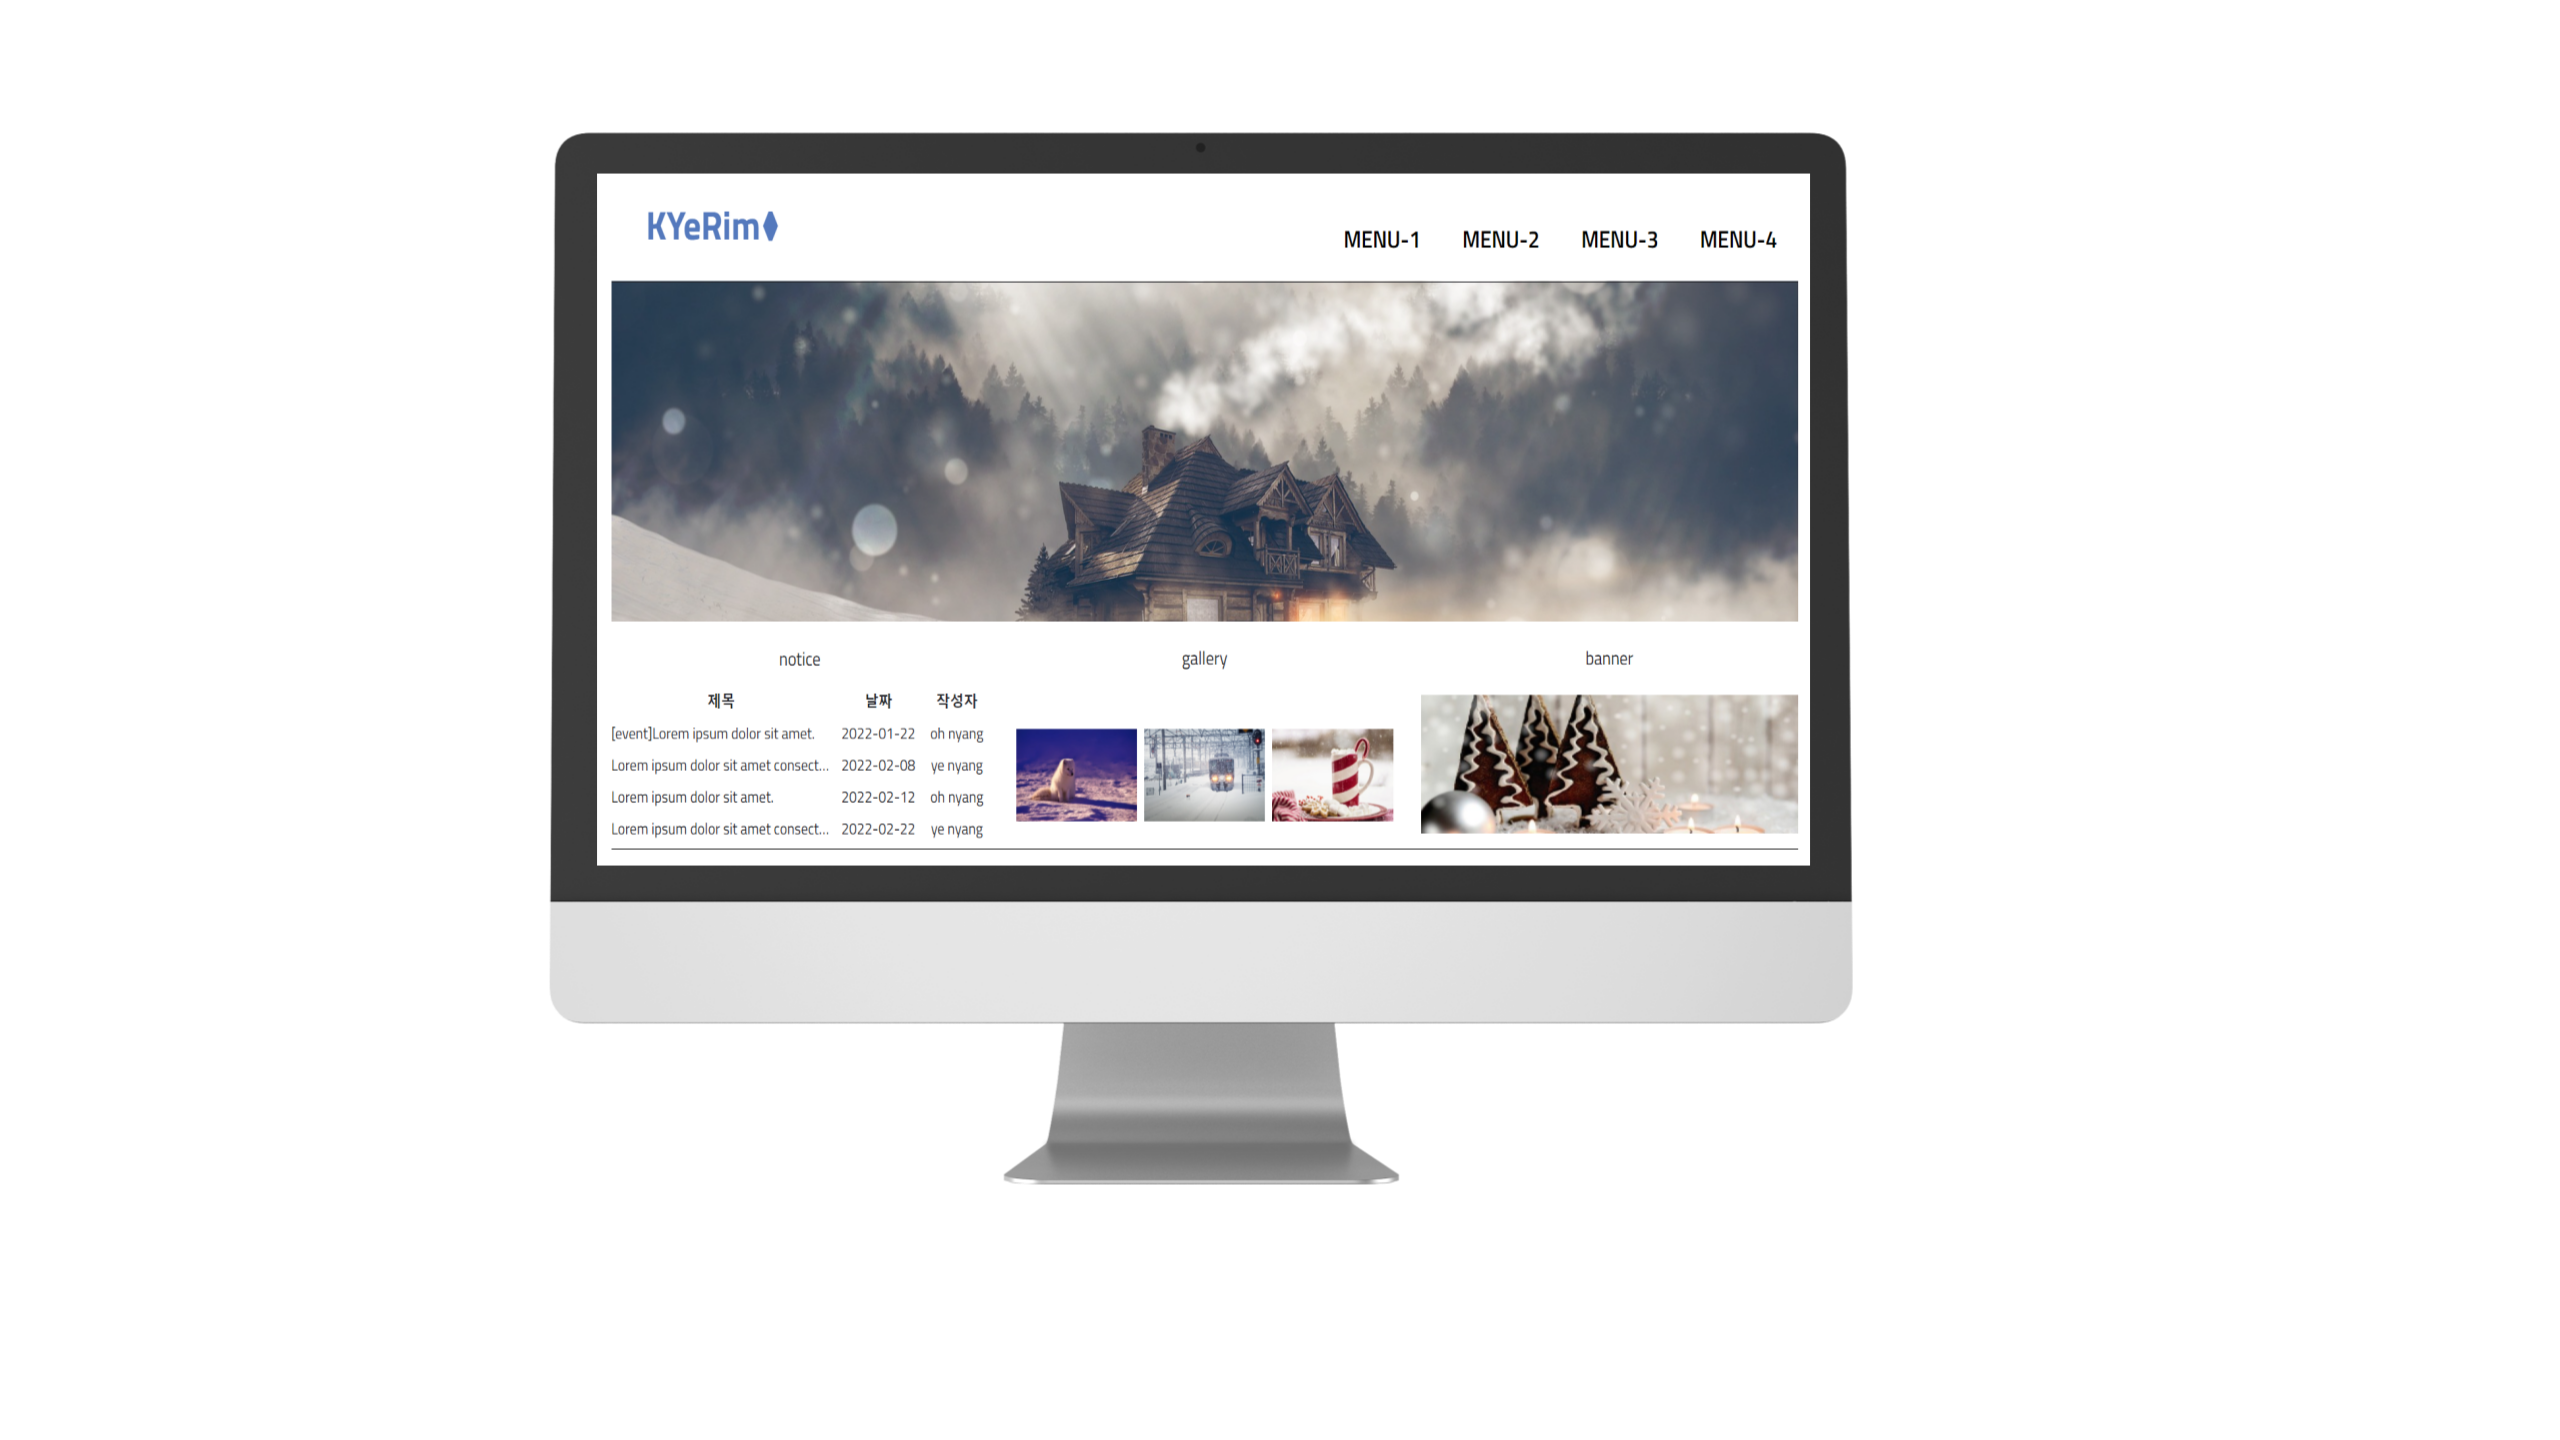 KYeRim
MENU-1 MENU-2 MENU-3 MENU-4
notice
제목 날짜 작성자
[event]Lorem ipsum dolor sit amet. 2022-01-22 oh nyang
Lorem ipsum dolor sit amet consect... 2022-02-08 ye nyang
Lorem ipsum dolor sit amet. 2022-02-12 oh nyang
Lorem ipsum dolor sit amet consect... 2022-02-22 ye nyang
gallery
banner